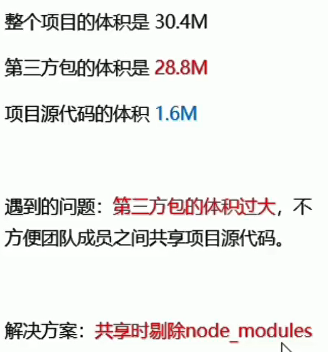 整个项目的体积是 30.4M
第三方包的体积是 28.8M
项目源代码的体积 1.6M
遇到的问题：第三方包的体积过大，不
方便团队成员之间共享项目源代码。
解决方案：共享时剔除node_modules